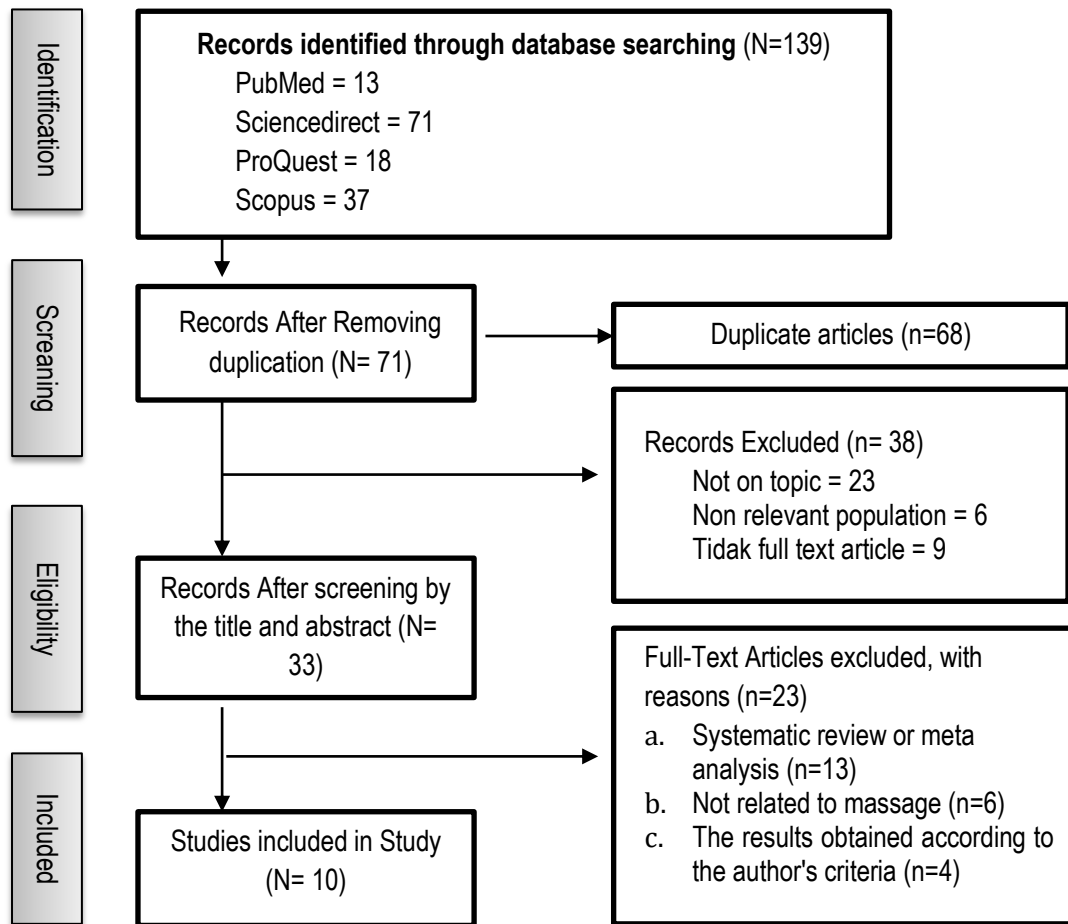 Identification
Records identified through database searching (N=139)
PubMed = 13
Sciencedirect = 71
ProQuest = 18
Scopus = 37
Screaning
Records After Removing
duplication (N= 71)
Duplicate articles (n=68)
Records Excluded (n= 38)
Not on topic = 23
Non relevant population = 6
Tidak full text article = 9
Eligibility
Records After screening by
the title and abstract (N=
33)
Full-Text Articles excluded, with
reasons (n=23)
a. Systematic review or meta
analysis (n=13)
b. Not related to massage (n=6)
c. The results obtained according to
the author's criteria (n=4)
Included
Studies included in Study
(N= 10)